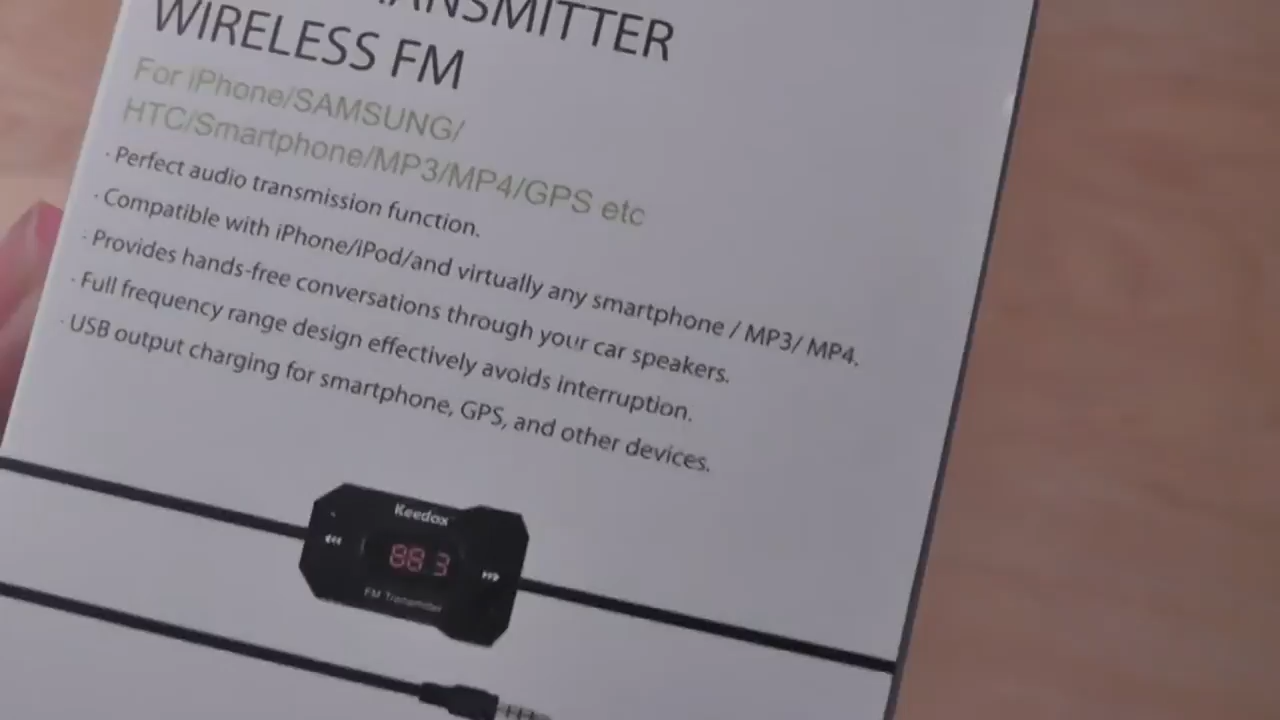 TRANSMITTER
WIRELESS FM
For iPhone/SAMSUNG/
HTC/Smartphone/MP3/MP4/GPS etc
· Perfect audio transmission function.
· Compatible with iPhone/iPod/and virtually any smartphone / MP3/ MP4.
· Provides hands-free conversations through your car speakers.
· Full frequency range design effectively avoids interruption.
· USB output charging for smartphone, GPS, and other devices.
Keedox
88 3
FM Transmitter